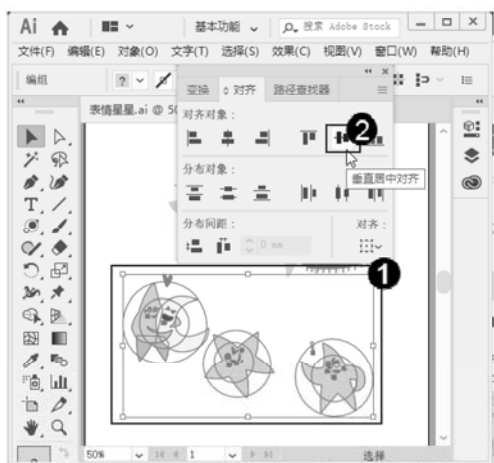 Ai 基本功能 搜索 Adobe Stock
文件(F) 编辑(E) 对象(O) 文字(T) 选择(S) 效果(C) 视图(V) 窗口(W) 帮助(H)
编组 ?
变换 对齐 路径查找器
表情星星.ai @ 50
对齐对象:
2
垂直居中对齐
分布对象:
分布间距: 对齐:
0 mm
1
50% 1 选择